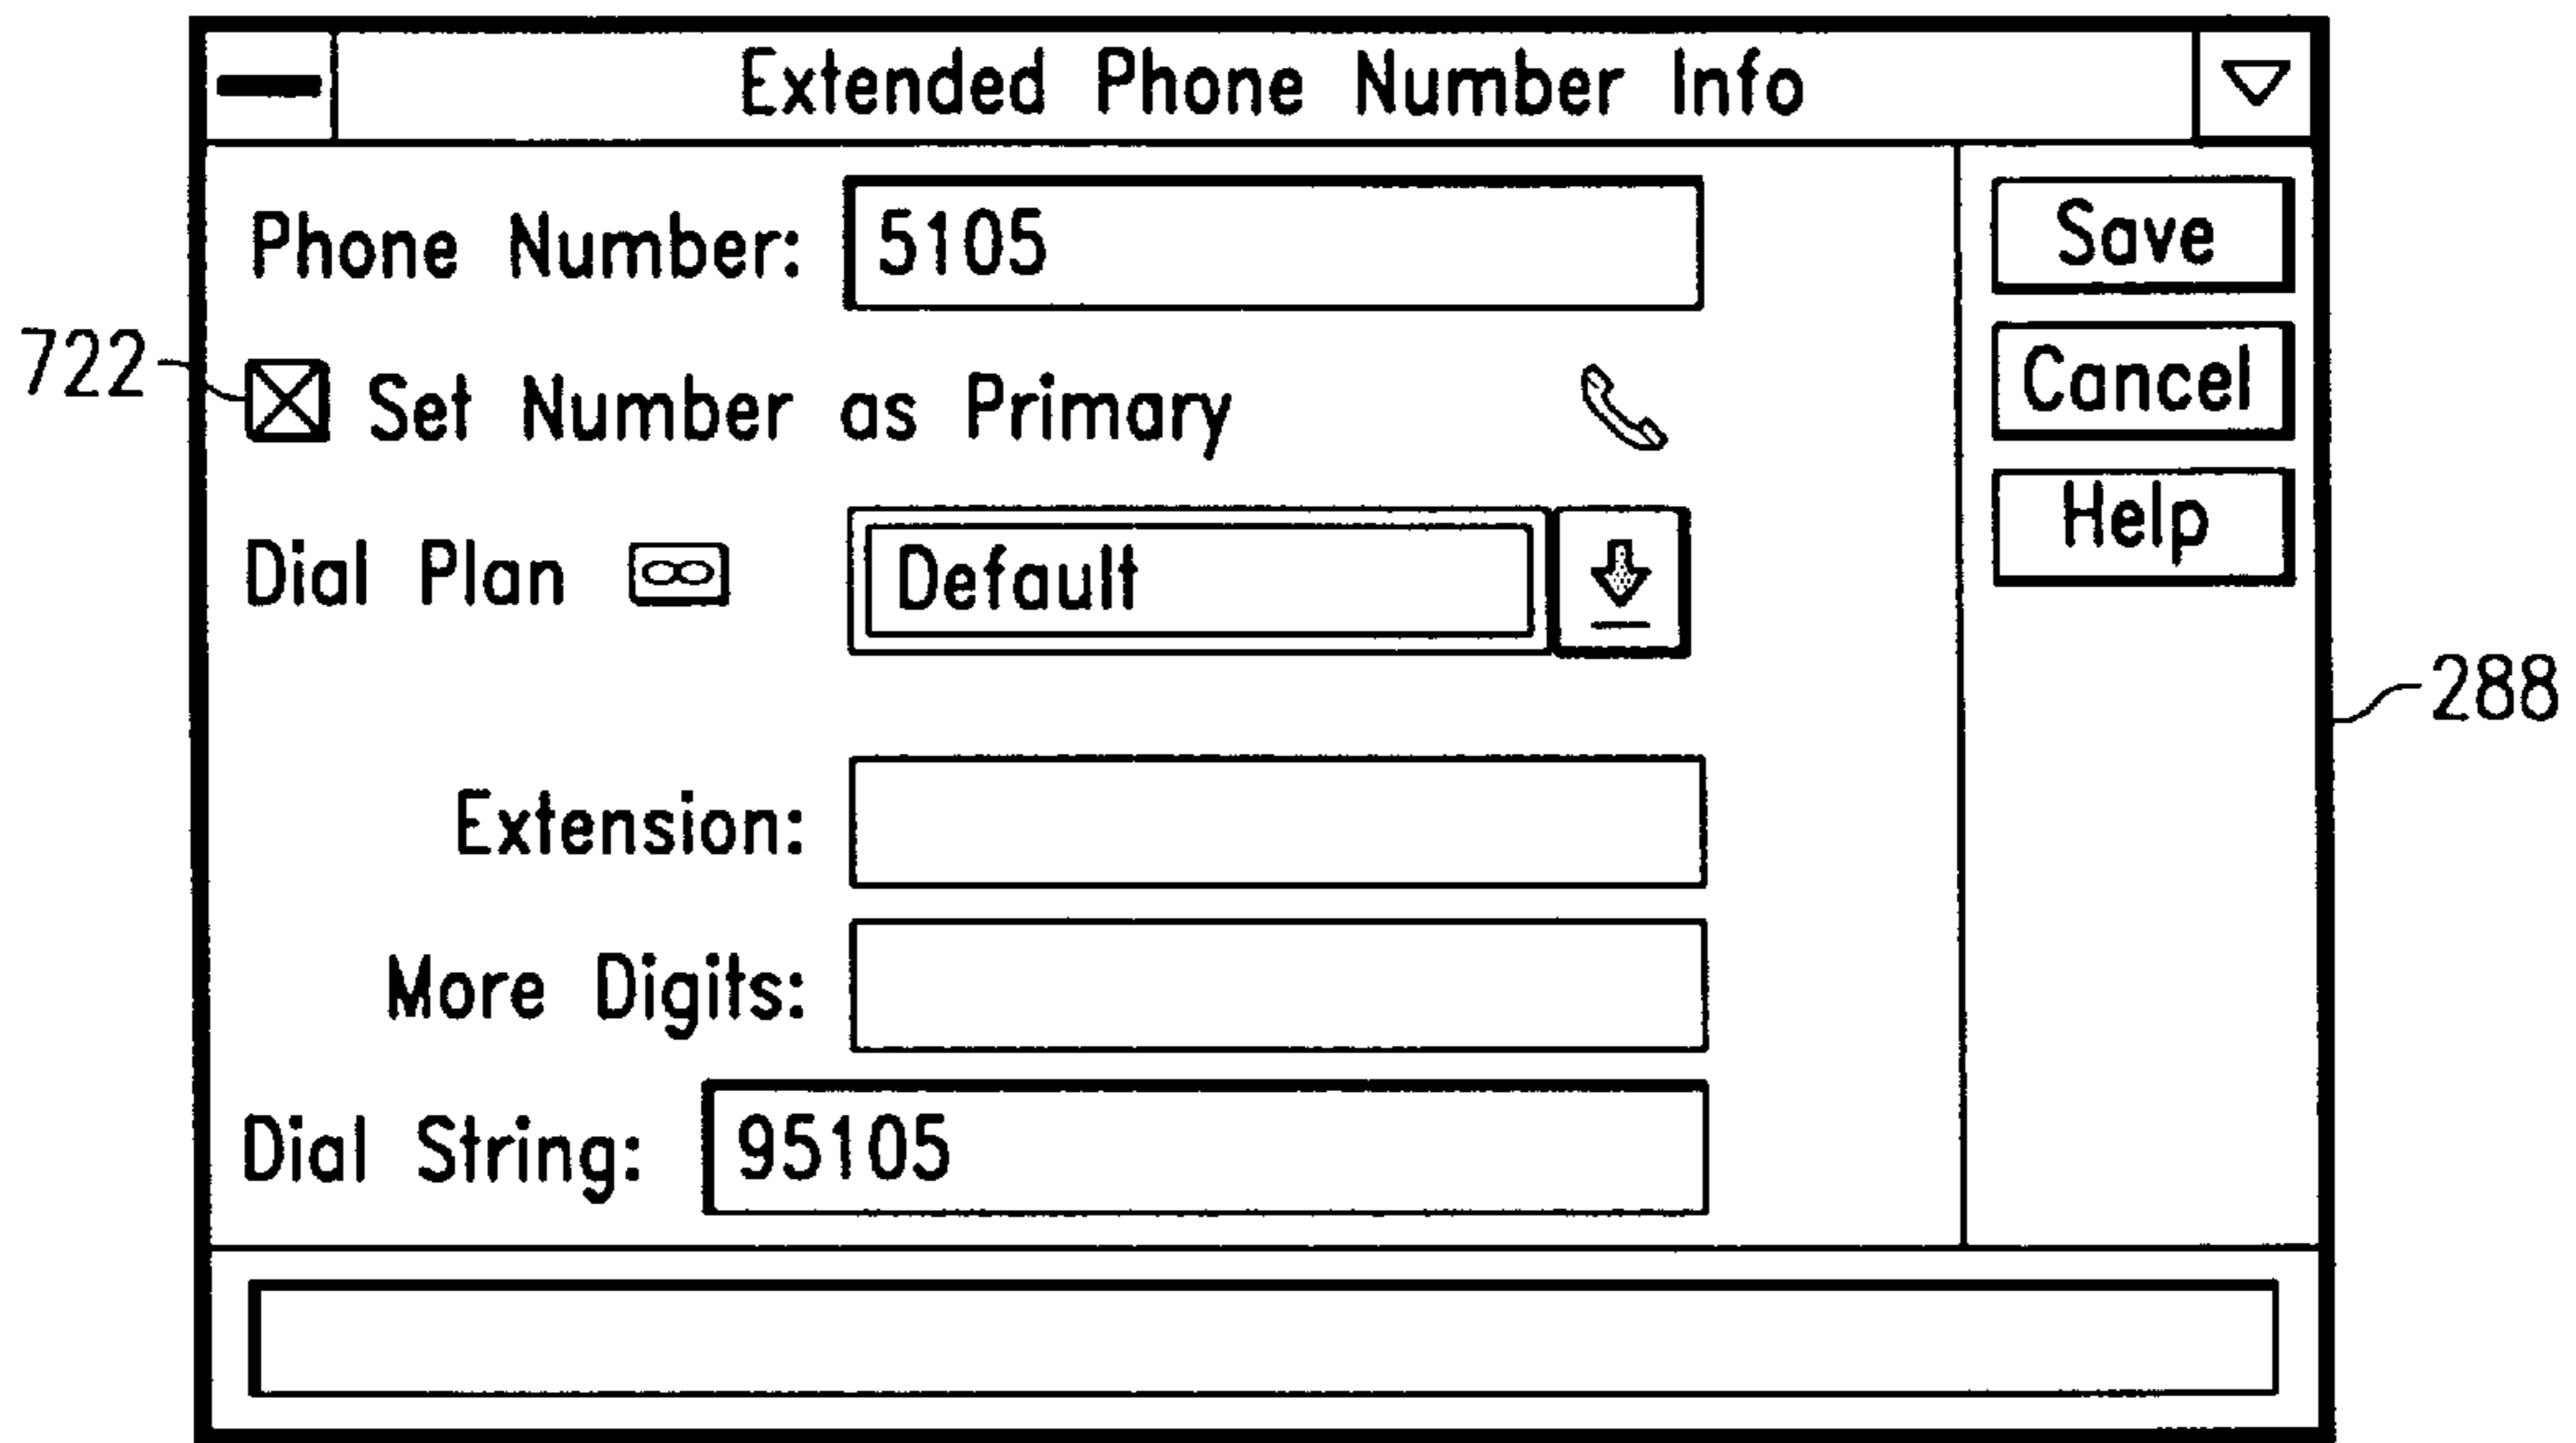 Extended Phone Number Info
Phone Number: 5105
Save
722
Set Number as Primary
Cancel
Dial Plan Default
Help
288
Extension:
More Digits:
Dial String: 95105